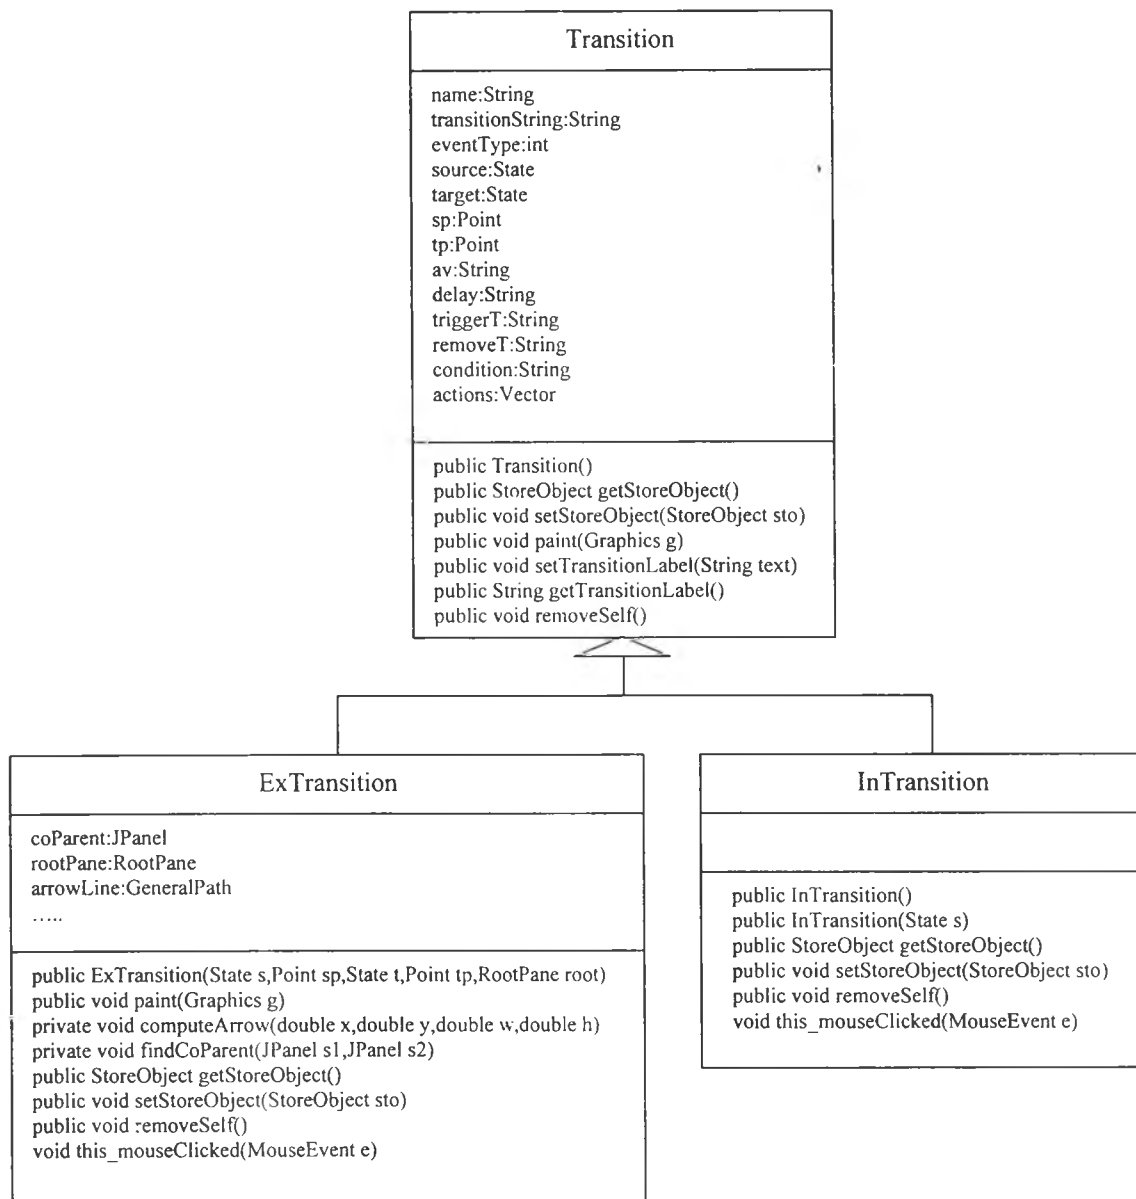 Transition
name:String
transitionString:String
eventType:int
source:State
target:State
sp:Point
tp:Point
av:String
delay:String
triggerT:String
removeT:String
condition:String
actions:Vector
public Transition()
public StoreObject getStoreObject()
public void setStoreObject(StoreObject sto)
public void paint(Graphics g)
public void setTransitionLabel(String text)
public String getTransitionLabel()
public void removeSelf()
ExTransition
coParent:JPanel
rootPane:RootPane
arrowLine:GeneralPath
.....
public ExTransition(State s,Point sp,State t,Point tp,RootPane root)
public void paint(Graphics g)
private void computeArrow(double x,double y,double w,double h)
private void findCoParent(JPanel s1,JPanel s2)
public StoreObject getStoreObject()
public void setStoreObject(StoreObject sto)
public void removeSelf()
void this_mouseClicked(MouseEvent e)
InTransition
public InTransition()
public InTransition(State s)
public StoreObject getStoreObject()
public void setStoreObject(StoreObject sto)
public void removeSelf()
void this_mouseClicked(MouseEvent e)